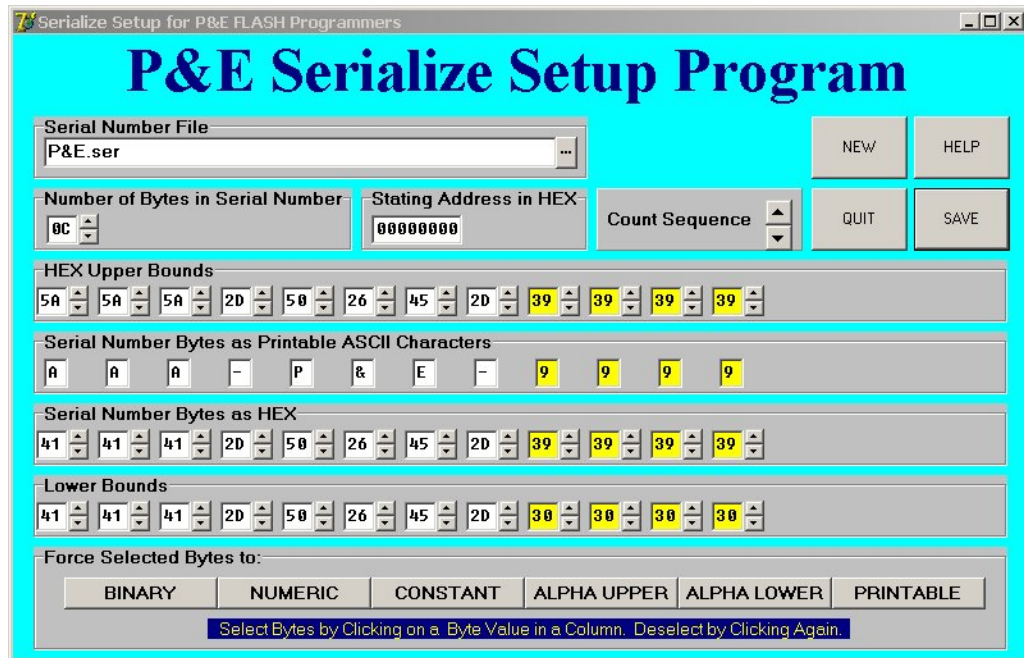 Serialize Setup for P&E FLASH Programmers
P&E Serialize Setup Program
Serial Number File
P&E.ser ...
NEW HELP
Number of Bytes in Serial Number Stating Address in HEX
0C 00000000 Count Sequence QUIT SAVE
HEX Upper Bounds
5A 5A 5A 2D 50 26 45 2D 39 39 39 39
Serial Number Bytes as Printable ASCII Characters
A A A - P & E - 9 9 9 9
Serial Number Bytes as HEX
41 41 41 2D 50 26 45 2D 39 39 39 39
Lower Bounds
41 41 41 2D 50 26 45 2D 30 30 30 30
Force Selected Bytes to:
BINARY NUMERIC CONSTANT ALPHA UPPER ALPHA LOWER PRINTABLE
Select Bytes by Clicking on a Byte Value in a Column. Deselect by Clicking Again.